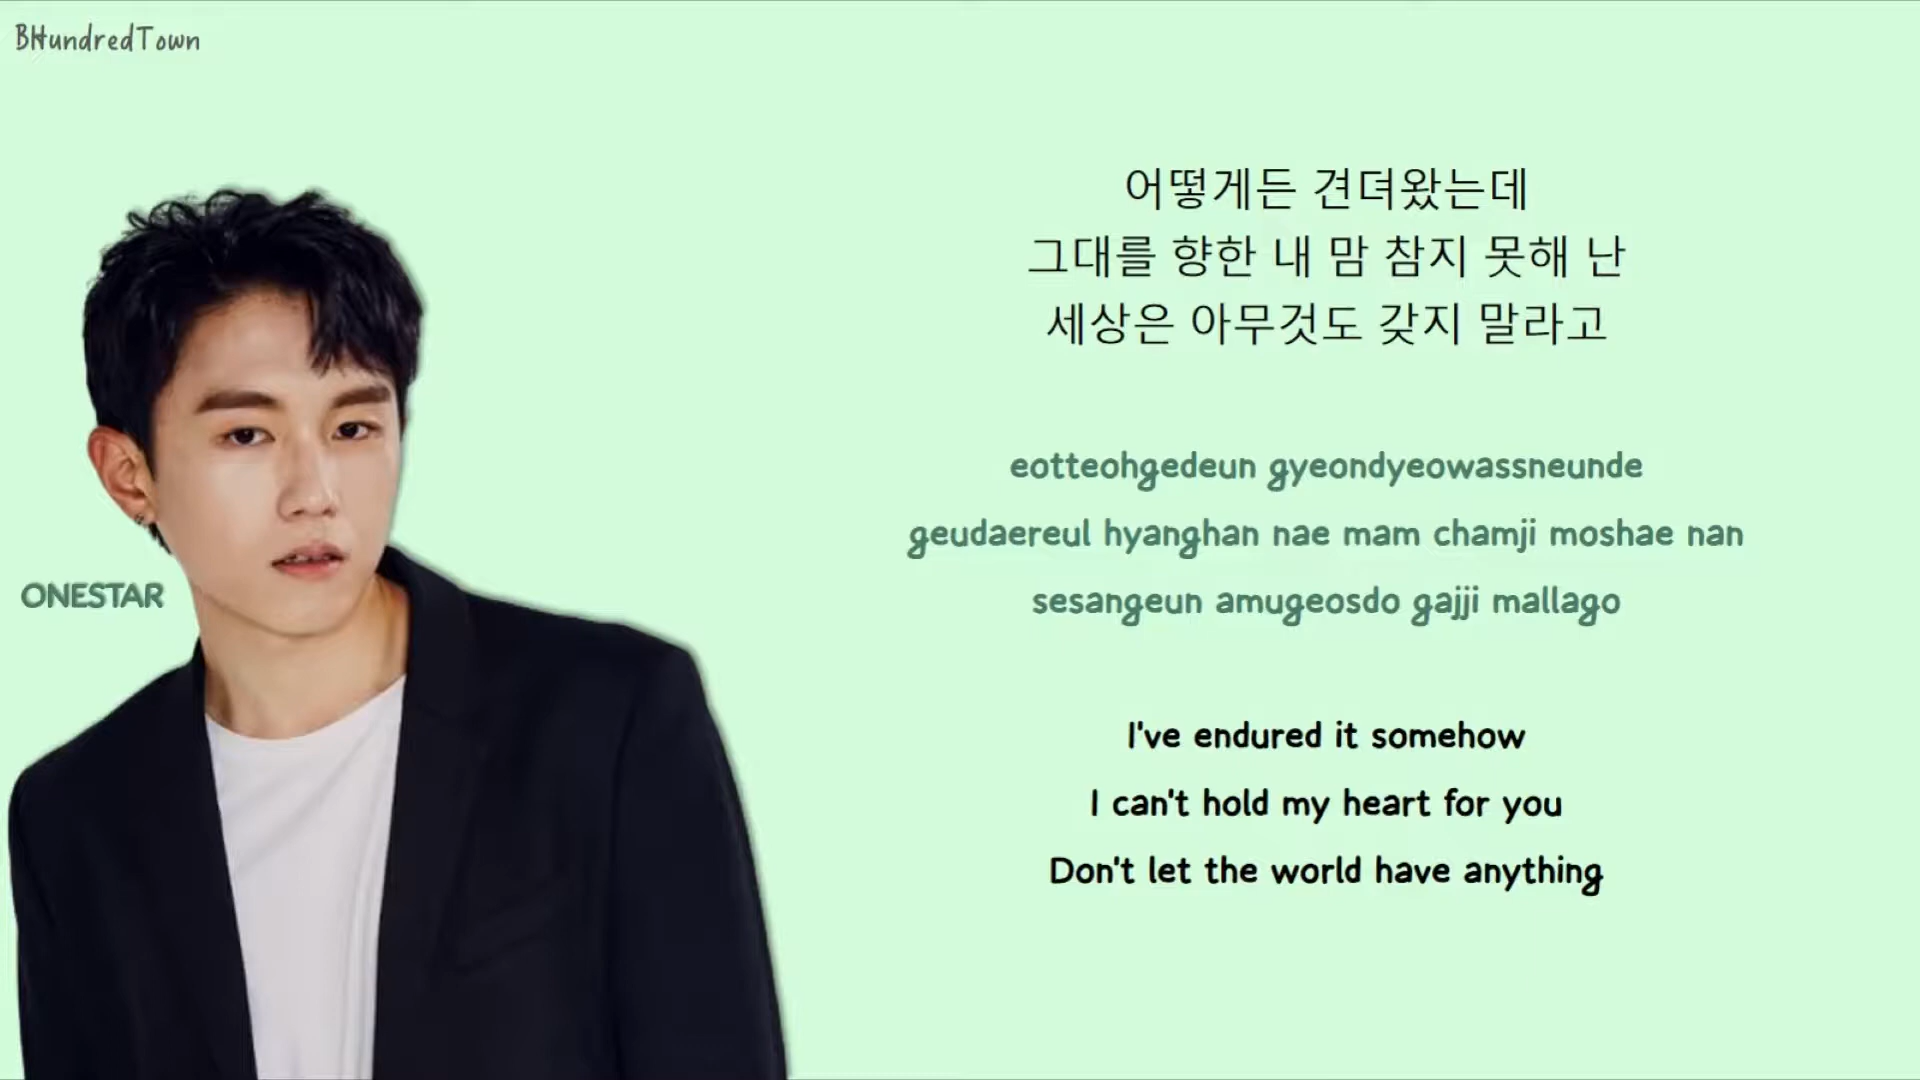 BHundredTown
어떻게든 견뎌왔는데
그대를 향한 내 맘 참지 못해 난
세상은 아무것도 갖지 말라고
eotteohgedeun gyeondyeowassneunde
geudaereul hyanghan nae mam chamji moshae nan
sesangeun amugeosdo gajji mallago
ONESTAR
I've endured it somehow
I can't hold my heart for you
Don't let the world have anything